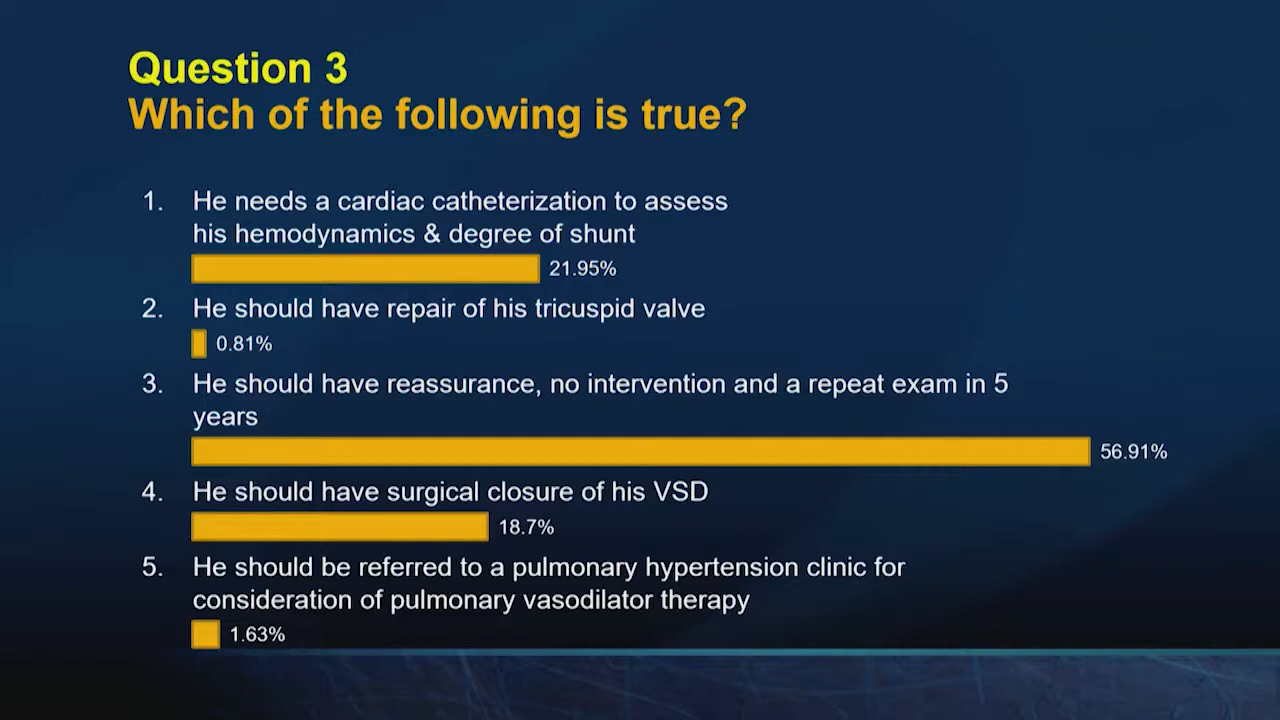 Question 3
Which of the following is true?
1. He needs a cardiac catheterization to assess
his hemodynamics & degree of shunt
21.95%
2. He should have repair of his tricuspid valve
0.81%
3. He should have reassurance, no intervention and a repeat exam in 5
years
56.91%
4. He should have surgical closure of his VSD
18.7%
5. He should be referred to a pulmonary hypertension clinic for
consideration of pulmonary vasodilator therapy
1.63%